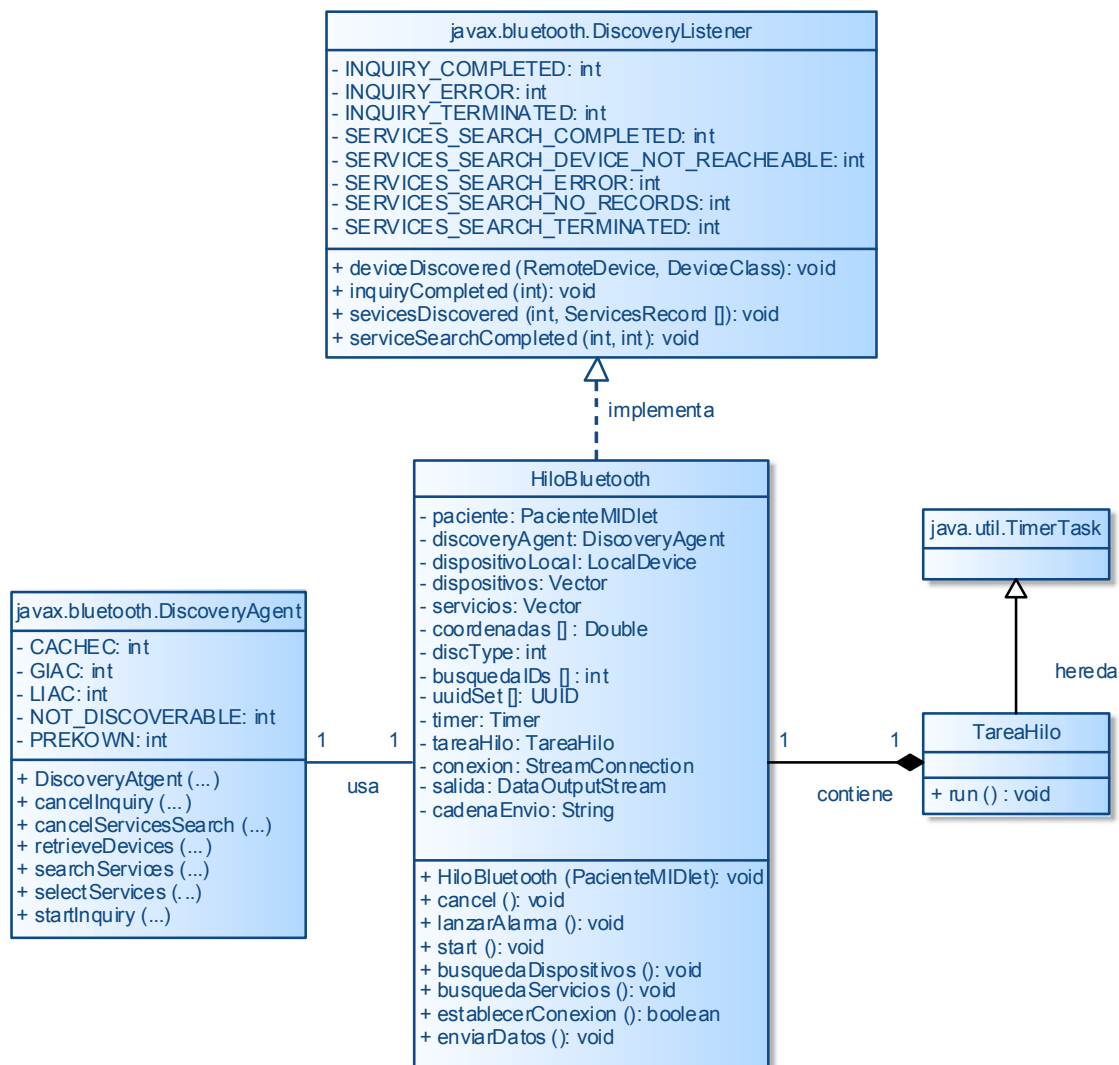 javax.bluetooth.DiscoveryListener
- INQUIRY_COMPLETED: int
- INQUIRY_ERROR: int
- INQUIRY_TERMINATED: int
- SERVICES_SEARCH_COMPLETED: int
- SERVICES_SEARCH_DEVICE_NOT_REACHEABLE: int
- SERVICES_SEARCH_ERROR: int
- SERVICES_SEARCH_NO_RECORDS: int
- SERVICES_SEARCH_TERMINATED: int
+ deviceDiscovered (RemoteDevice, DeviceClass): void
+ inquiryCompleted (int): void
+ sevicesDiscovered (int, ServicesRecord []): void
+ serviceSearchCompleted (int, int): void
implementa
HiloBluetooth
- paciente: PacienteMIDlet
- discoveryAgent: DiscoveryAgent
- dispositivoLocal: LocalDevice
- dispositivos: Vector
- servicios: Vector
- coordenadas [] : Double
- discType: int
- busquedaIDs [] : int
- uuidSet []: UUID
- timer: Timer
- tareaHilo: TareaHilo
- conexion: StreamConnection
- salida: DataOutputStream
- cadenaEnvio: String
+ HiloBluetooth (PacienteMIDlet): void
+ cancel (): void
+ lanzarAlarma (): void
+ start (): void
+ busquedaDispositivos (): void
+ busquedaServicios (): void
+ establecerConexion (): boolean
+ enviarDatos (): void
javax.bluetooth.DiscoveryAgent
- CACHEC: int
- GIAC: int
- LIAC: int
- NOT_DISCOVERABLE: int
- PREKOWN: int
+ DiscoveryAtgent (...)
+ cancelInquiry (...)
+ cancelServicesSearch (...)
+ retrieveDevices (...)
+ searchServices (...)
+ selectServices (...)
+ startInquiry (...)
1 1
usa
java.util.TimerTask
hereda
TareaHilo
+ run () : void
1 1
contiene